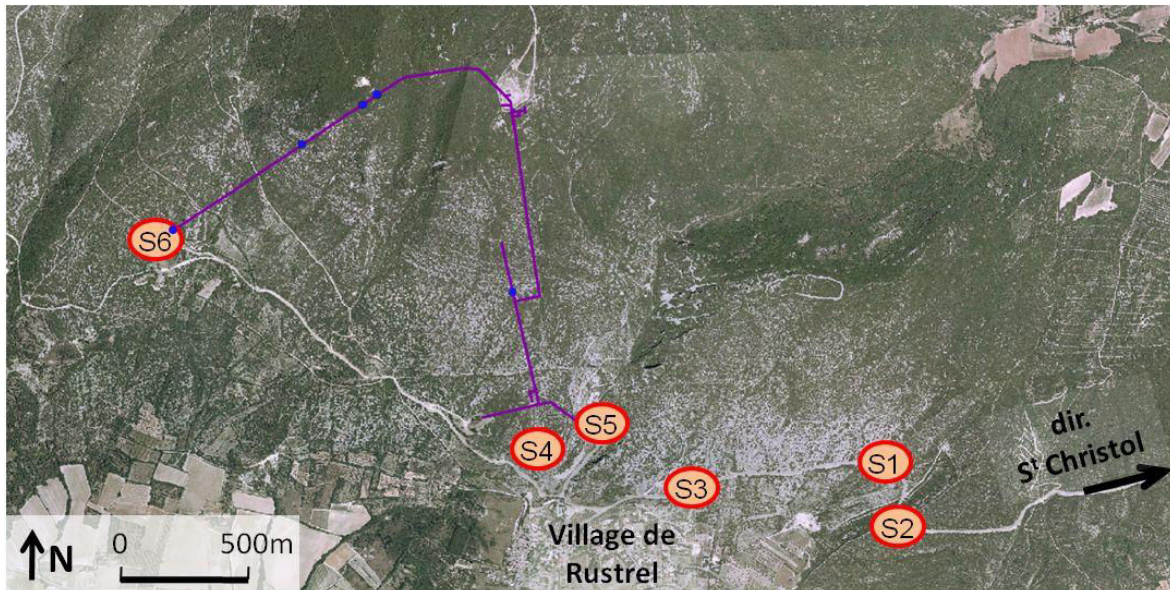 S6
S5
S4
S1
S3
S2
dir.
Sᵗ Christol
Village de
Rustrel
N
0 500m